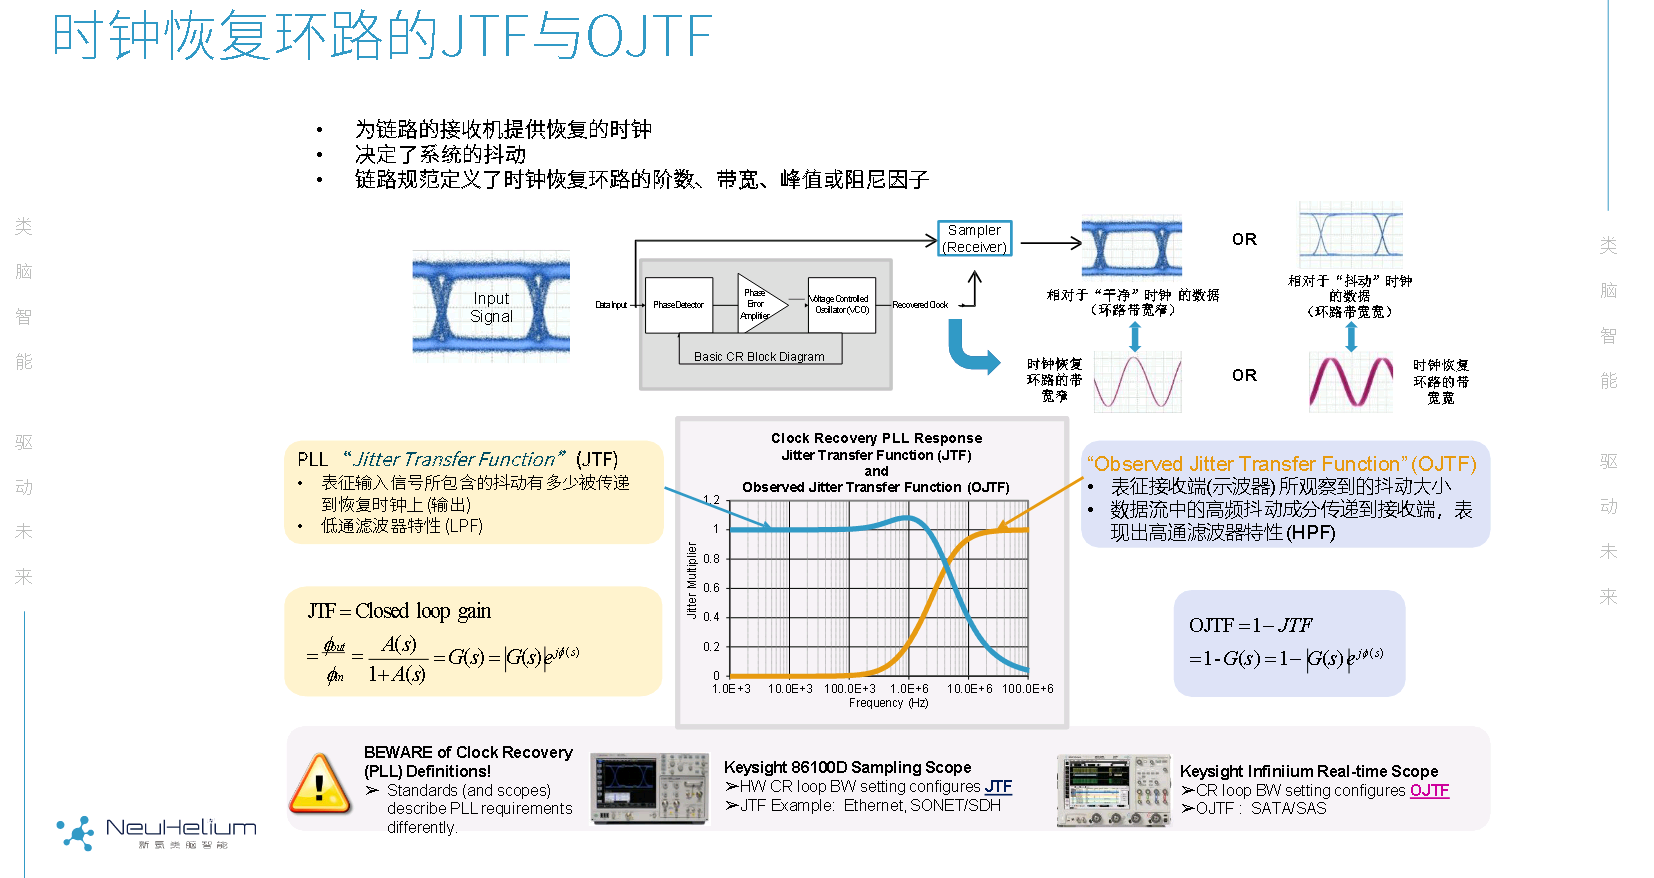 时钟恢复环路的JTF与OJTF
• 为链路的接收机提供恢复的时钟
• 决定了系统的抖动
• 链路规范定义了时钟恢复环路的阶数、带宽、峰值或阻尼因子
类
脑
智
能
驱
动
未
来
Input
Signal
Data Input
Phase Detector
Phase
Error
Amplifier
Voltage Controlled
Oscillator (VCO)
Recovered Clock
Basic CR Block Diagram
Sampler
(Receiver)
相对于“干净”时钟 的数据
（环路带宽窄）
OR
相对于“抖动”时钟
的数据
（环路带宽宽）
时钟恢复
环路的带
宽窄
OR
时钟恢复
环路的带
宽宽
PLL “Jitter Transfer Function” (JTF)
• 表征输入信号所包含的抖动有多少被传递
到恢复时钟上 (输出)
• 低通滤波器特性 (LPF)
JTF = Closed loop gain
= ϕout / ϕin = A(s) / 1+A(s) = G(s) = |G(s)|e^jϕ(s)
Clock Recovery PLL Response
Jitter Transfer Function (JTF)
and
Observed Jitter Transfer Function (OJTF)
Jitter Multiplier
1.2
1
0.8
0.6
0.4
0.2
0
1.0E+3 10.0E+3 100.0E+3 1.0E+6 10.0E+6 100.0E+6
Frequency (Hz)
“Observed Jitter Transfer Function” (OJTF)
• 表征接收端(示波器) 所观察到的抖动大小
• 数据流中的高频抖动成分传递到接收端，表
现出高通滤波器特性 (HPF)
OJTF = 1 − JTF
= 1 - G(s) = 1 − |G(s)|e^jϕ(s)
BEWARE of Clock Recovery
(PLL) Definitions!
➢ Standards (and scopes)
describe PLL requirements
differently.
Keysight 86100D Sampling Scope
➢HW CR loop BW setting configures JTF
➢JTF Example: Ethernet, SONET/SDH
Keysight Infiniium Real-time Scope
➢CR loop BW setting configures OJTF
➢OJTF : SATA/SAS
NeuHelium
新氦类脑智能
类
脑
智
能
驱
动
未
来